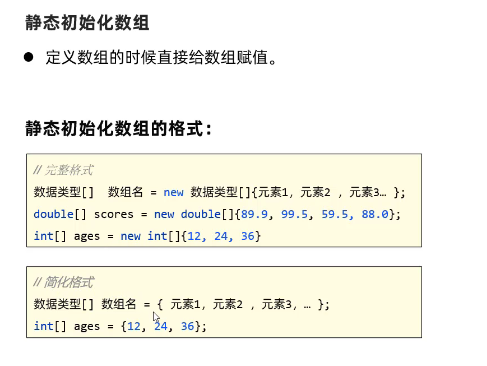 静态初始化数组
● 定义数组的时候直接给数组赋值。
静态初始化数组的格式：
// 完整格式
数据类型[]  数组名 = new 数据类型[]{元素1, 元素2 , 元素3… };
double[] scores = new double[]{89.9, 99.5, 59.5, 88.0};
int[] ages = new int[]{12, 24, 36}
// 简化格式
数据类型[] 数组名 = { 元素1, 元素2 , 元素3, … };
int[] ages = {12, 24, 36};